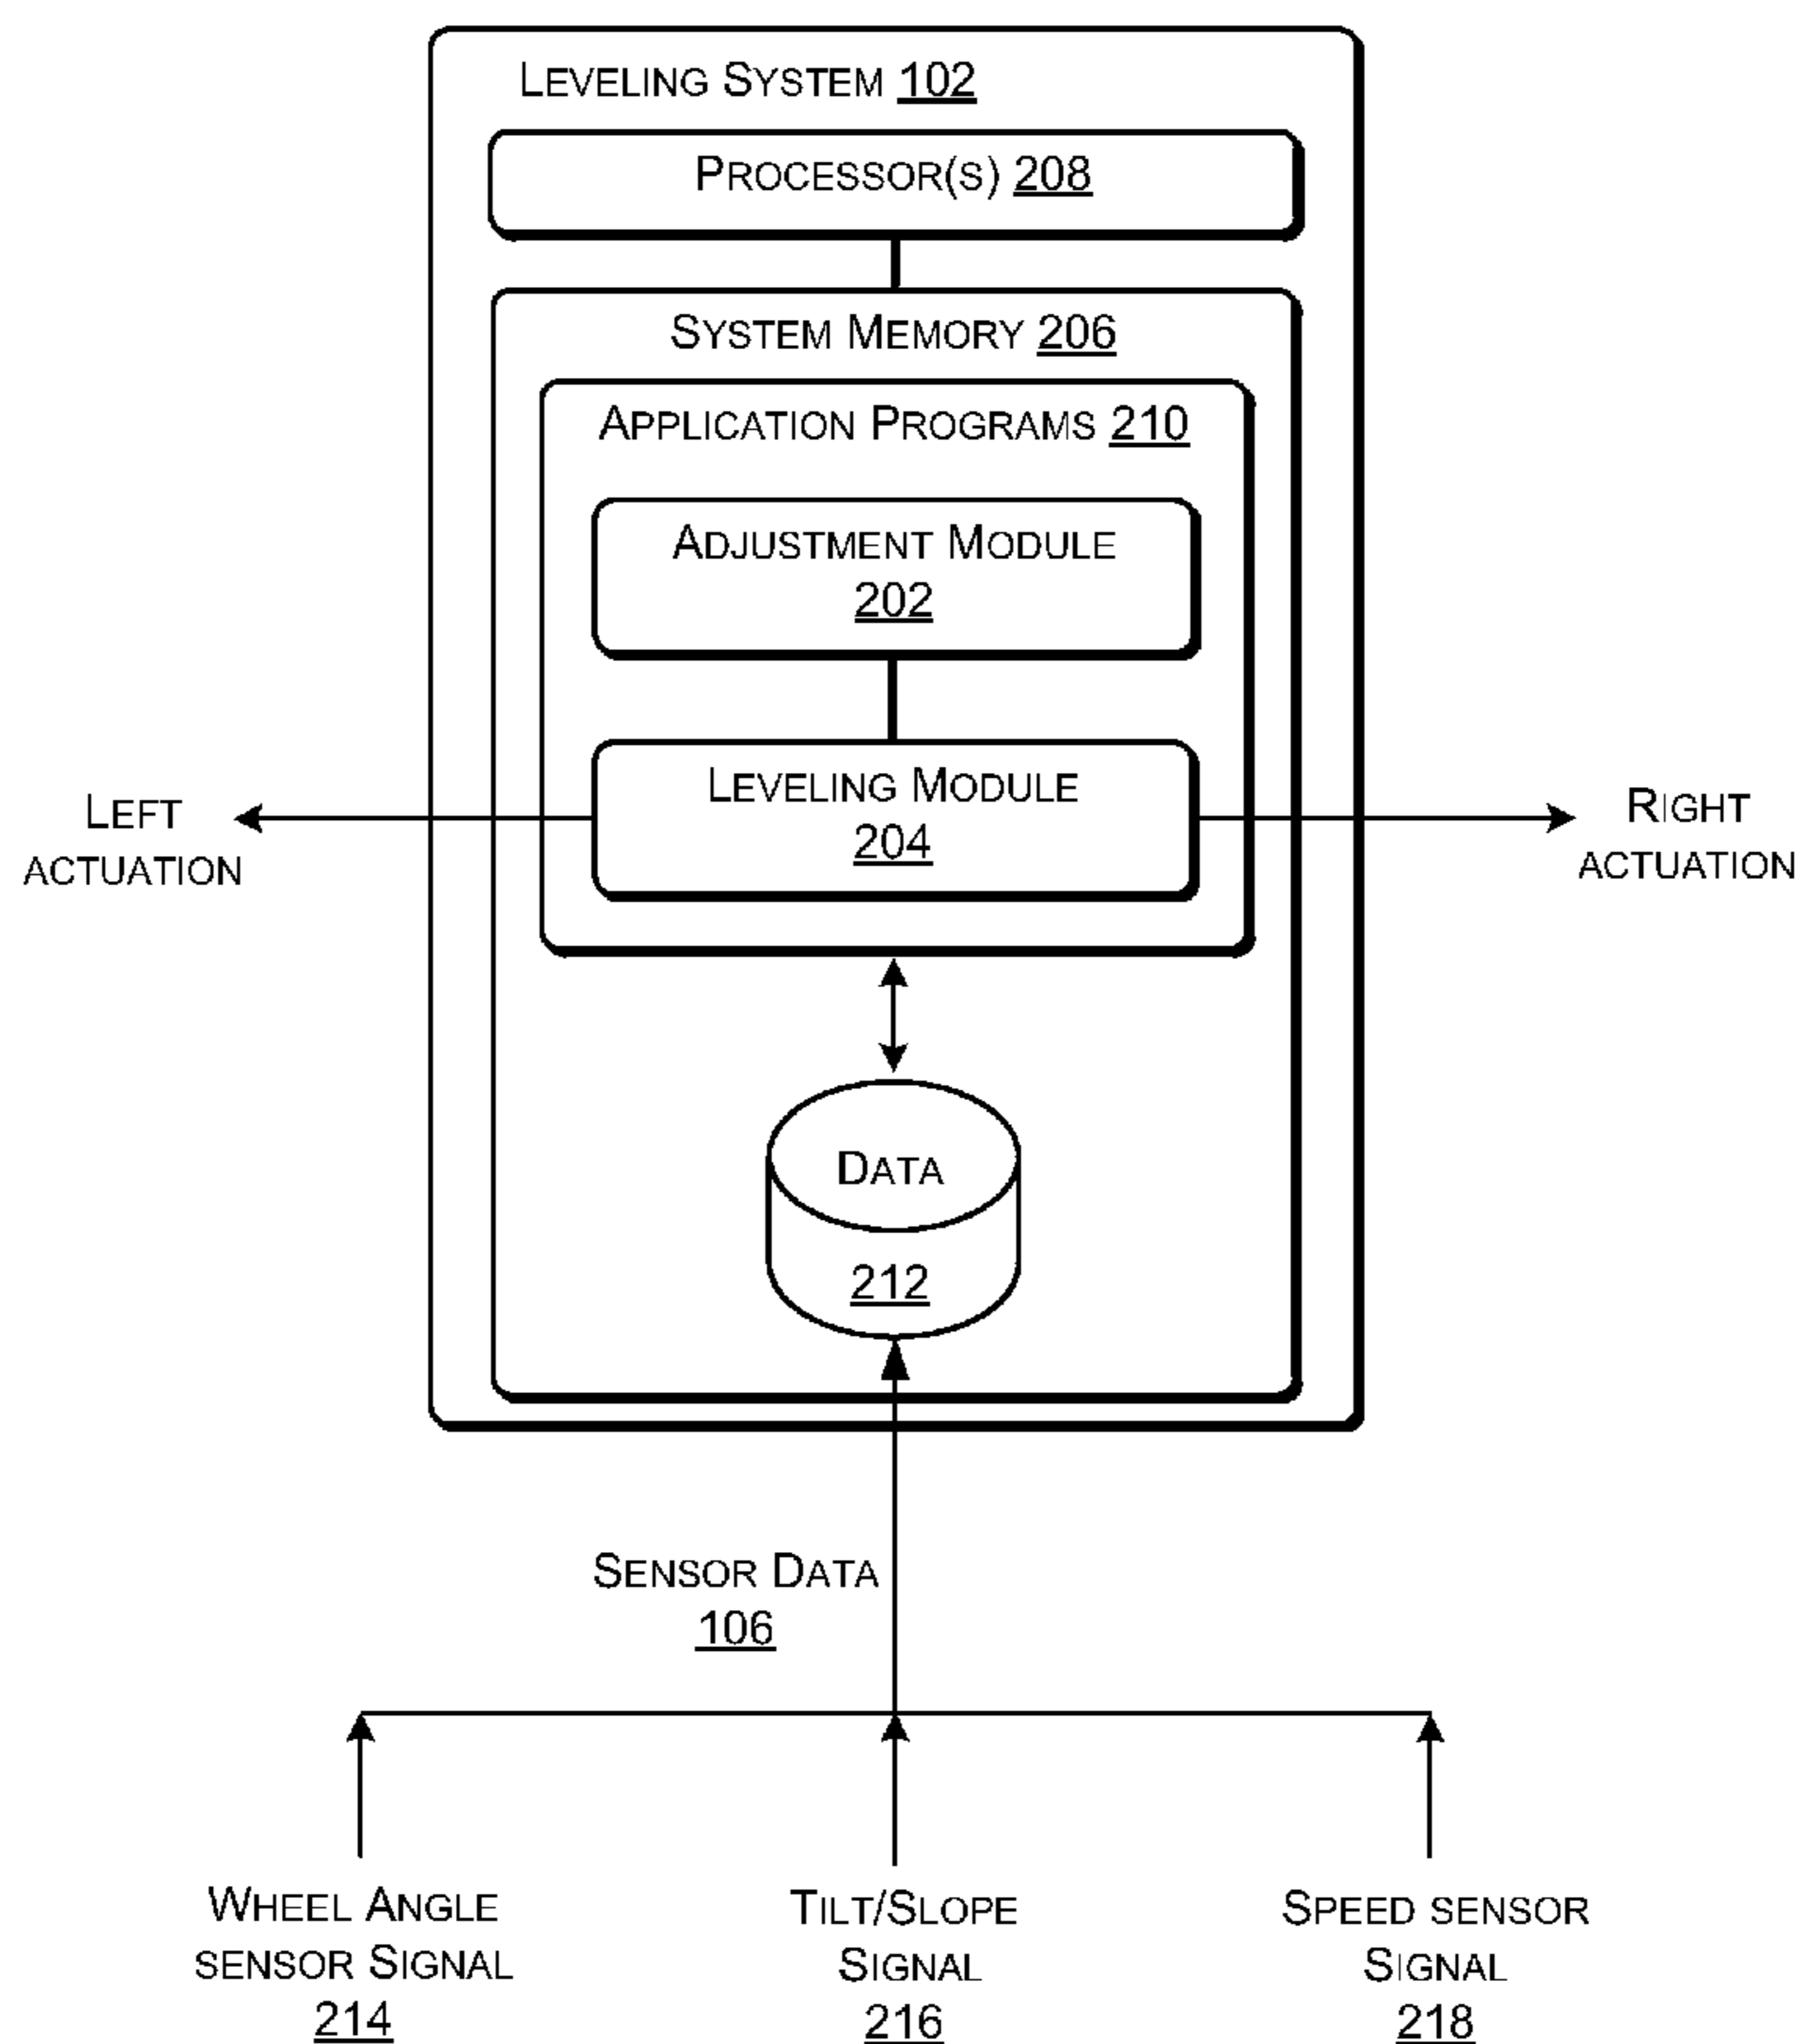 LEVELING SYSTEM 102
PROCESSOR(S) 208
SYSTEM MEMORY 206
APPLICATION PROGRAMS 210
ADJUSTMENT MODULE
202
LEVELING MODULE
204
LEFT
ACTUATION
RIGHT
ACTUATION
DATA
212
SENSOR DATA
106
WHEEL ANGLE
SENSOR SIGNAL
214
TILT/SLOPE
SIGNAL
216
SPEED SENSOR
SIGNAL
218